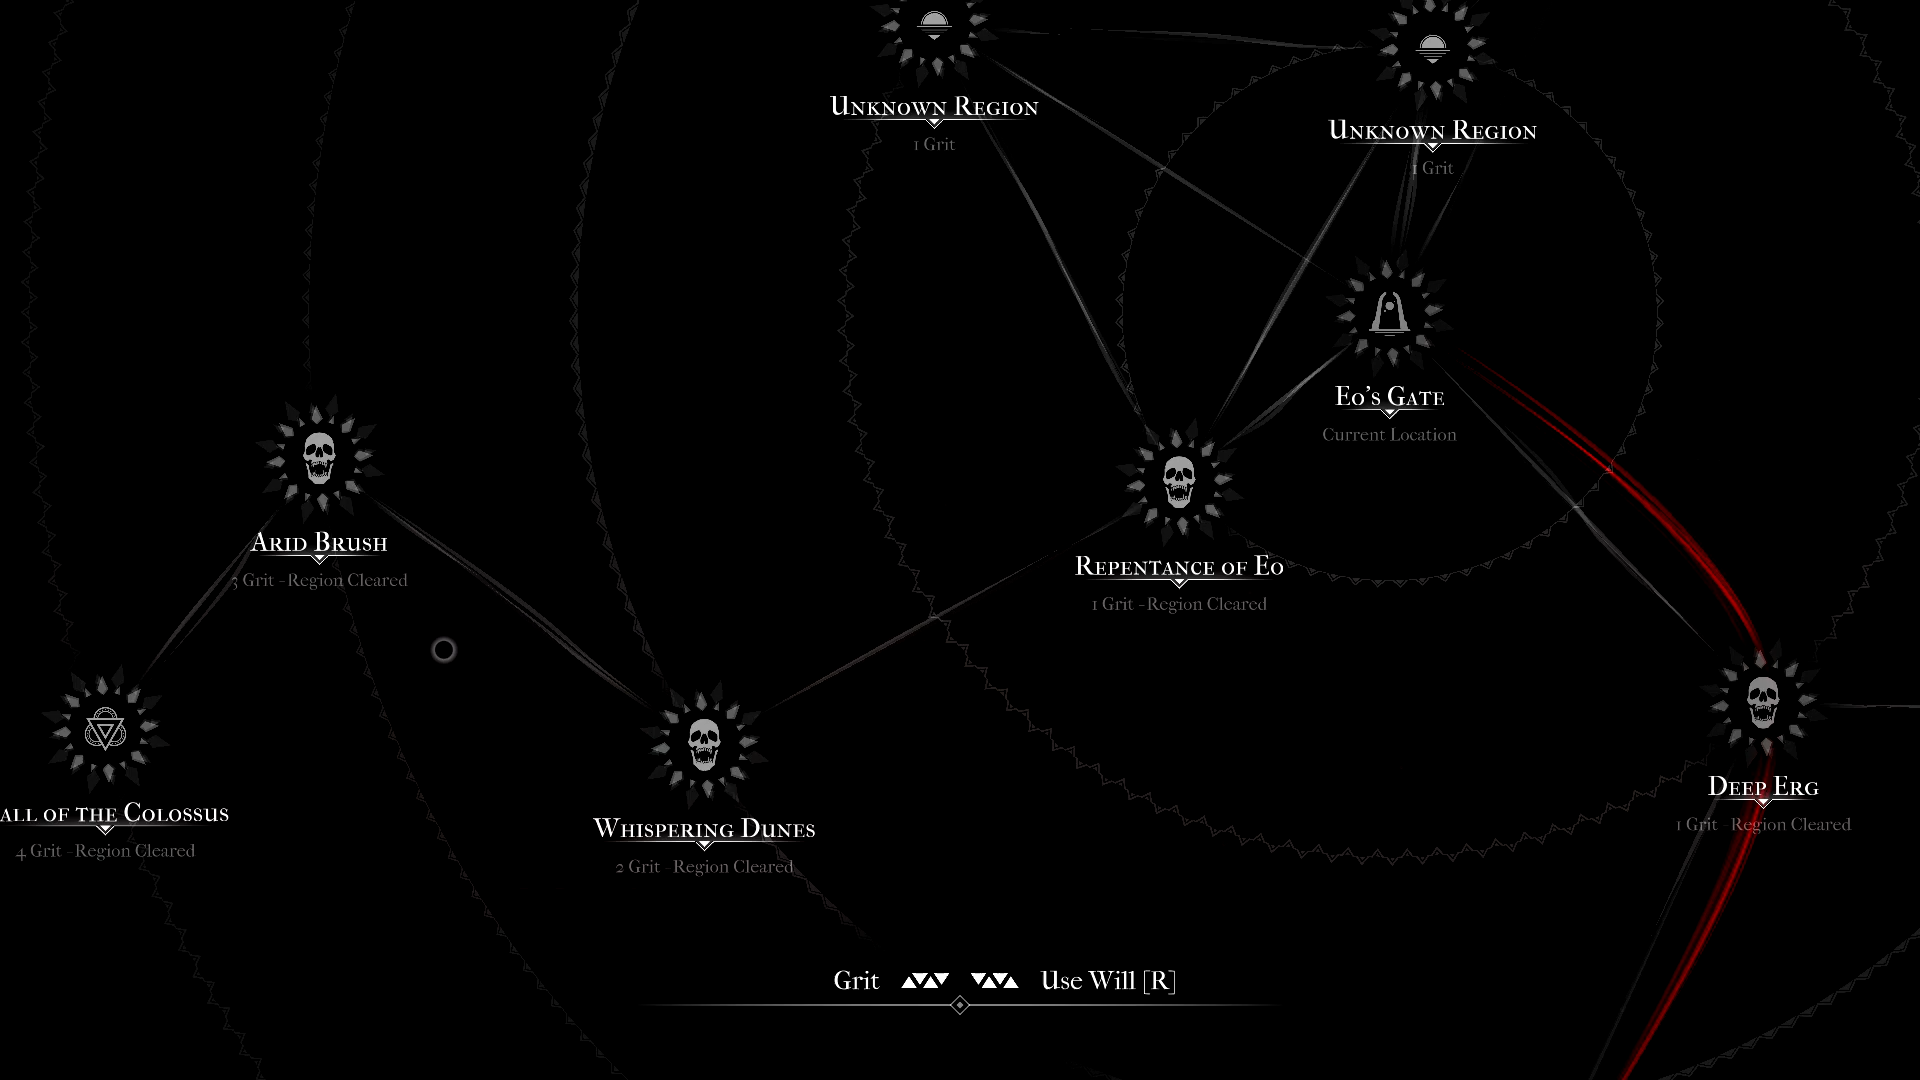 Unknown Region
1 Grit
Unknown Region
1 Grit
Eo's Gate
Current Location
Arid Brush
3 Grit - Region Cleared
Repentance of Eo
1 Grit - Region Cleared
all of the Colossus
4 Grit - Region Cleared
Whispering Dunes
2 Grit - Region Cleared
Deep Erg
1 Grit - Region Cleared
Grit Use Will [R]